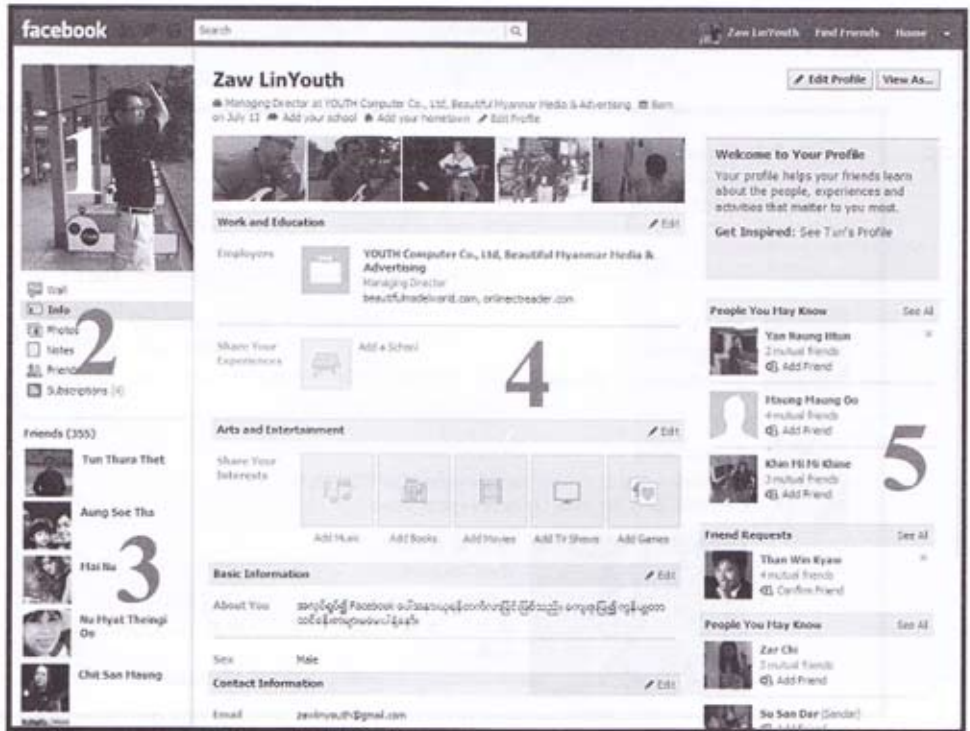 facebook
Search
Zaw LinYouth Find Friends Home
Zaw LinYouth
Edit Profile View As...
Managing Director at YOUTH Computer Co., Ltd, Beautiful Myanmar Media & Advertising Born
on July 13 Add your school Add your hometown Edit Profile
1
Wall
Info
Photos
Notes
Friends
Subscriptions (4)
2
Friends (355)
Tun Thura Thet
Aung Soe Tha
Mai Nu
Nu Myat Theingi
Oo
Chit San Maung
3
Work and Education Edit
Employers
YOUTH Computer Co., Ltd, Beautiful Myanmar Media &
Advertising
Managing Director
beautifulmodelworld.com, onlinectreader.com
Share Your
Experiences
Add a School
4
Arts and Entertainment Edit
Share Your
Interests
Add Music Add Books Add Movies Add TV Shows Add Games
Basic Information Edit
About You
Sex Male
Contact Information Edit
Email zawlinyouth@gmail.com
Welcome to Your Profile
Your profile helps your friends learn
about the people, experiences and
activities that matter to you most.
Get Inspired: See Tun's Profile
People You May Know See All
Yan Naung Htun
2 mutual friends
Add Friend
Maung Maung Oo
4 mutual friends
Add Friend
Khin Mi Mi Khine
3 mutual friends
Add Friend
5
Friend Requests See All
Than Win Kyaw
4 mutual friends
Confirm Friend
People You May Know See All
Zar Chi
3 mutual friends
Add Friend
Su San Dar (Sandar)